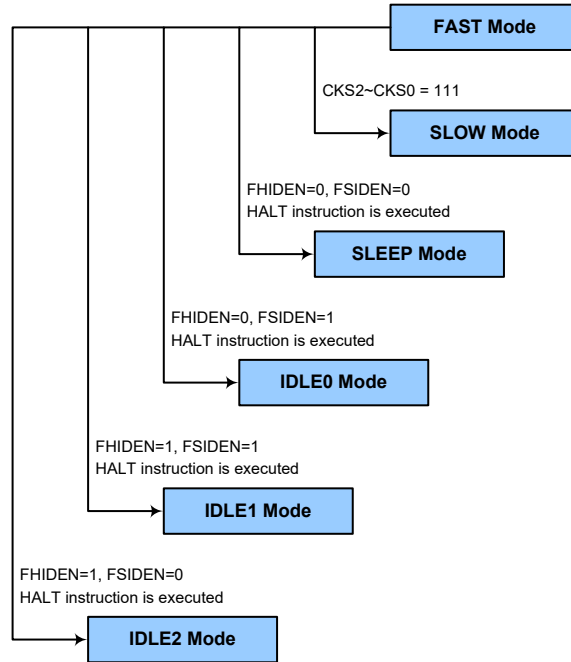 FAST Mode
CKS2~CKS0 = 111
SLOW Mode
FHIDEN=0, FSIDEN=0
HALT instruction is executed
SLEEP Mode
FHIDEN=0, FSIDEN=1
HALT instruction is executed
IDLE0 Mode
FHIDEN=1, FSIDEN=1
HALT instruction is executed
IDLE1 Mode
FHIDEN=1, FSIDEN=0
HALT instruction is executed
IDLE2 Mode